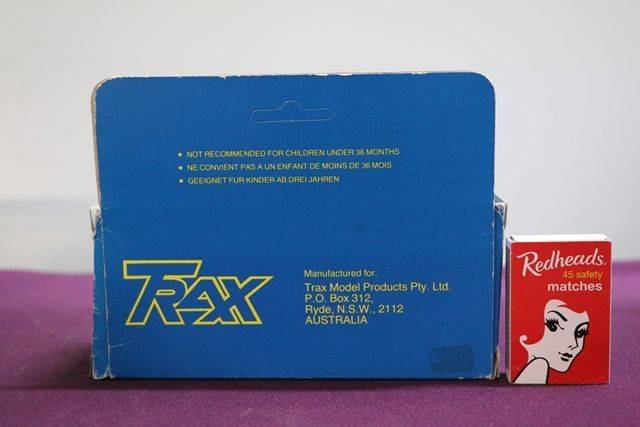 • NOT RECOMMENDED FOR CHILDREN UNDER 36 MONTHS
• NE CONVIENT PAS A UN ENFANT DE MOINS DE 36 MOIS
• GEEIGNET FUR KINDER AB DREI JAHREN
TRAX
Manufactured for:
Trax Model Products Pty. Ltd.
P.O. Box 312,
Ryde, N.S.W., 2112
AUSTRALIA
Redheads
45 safety
matches